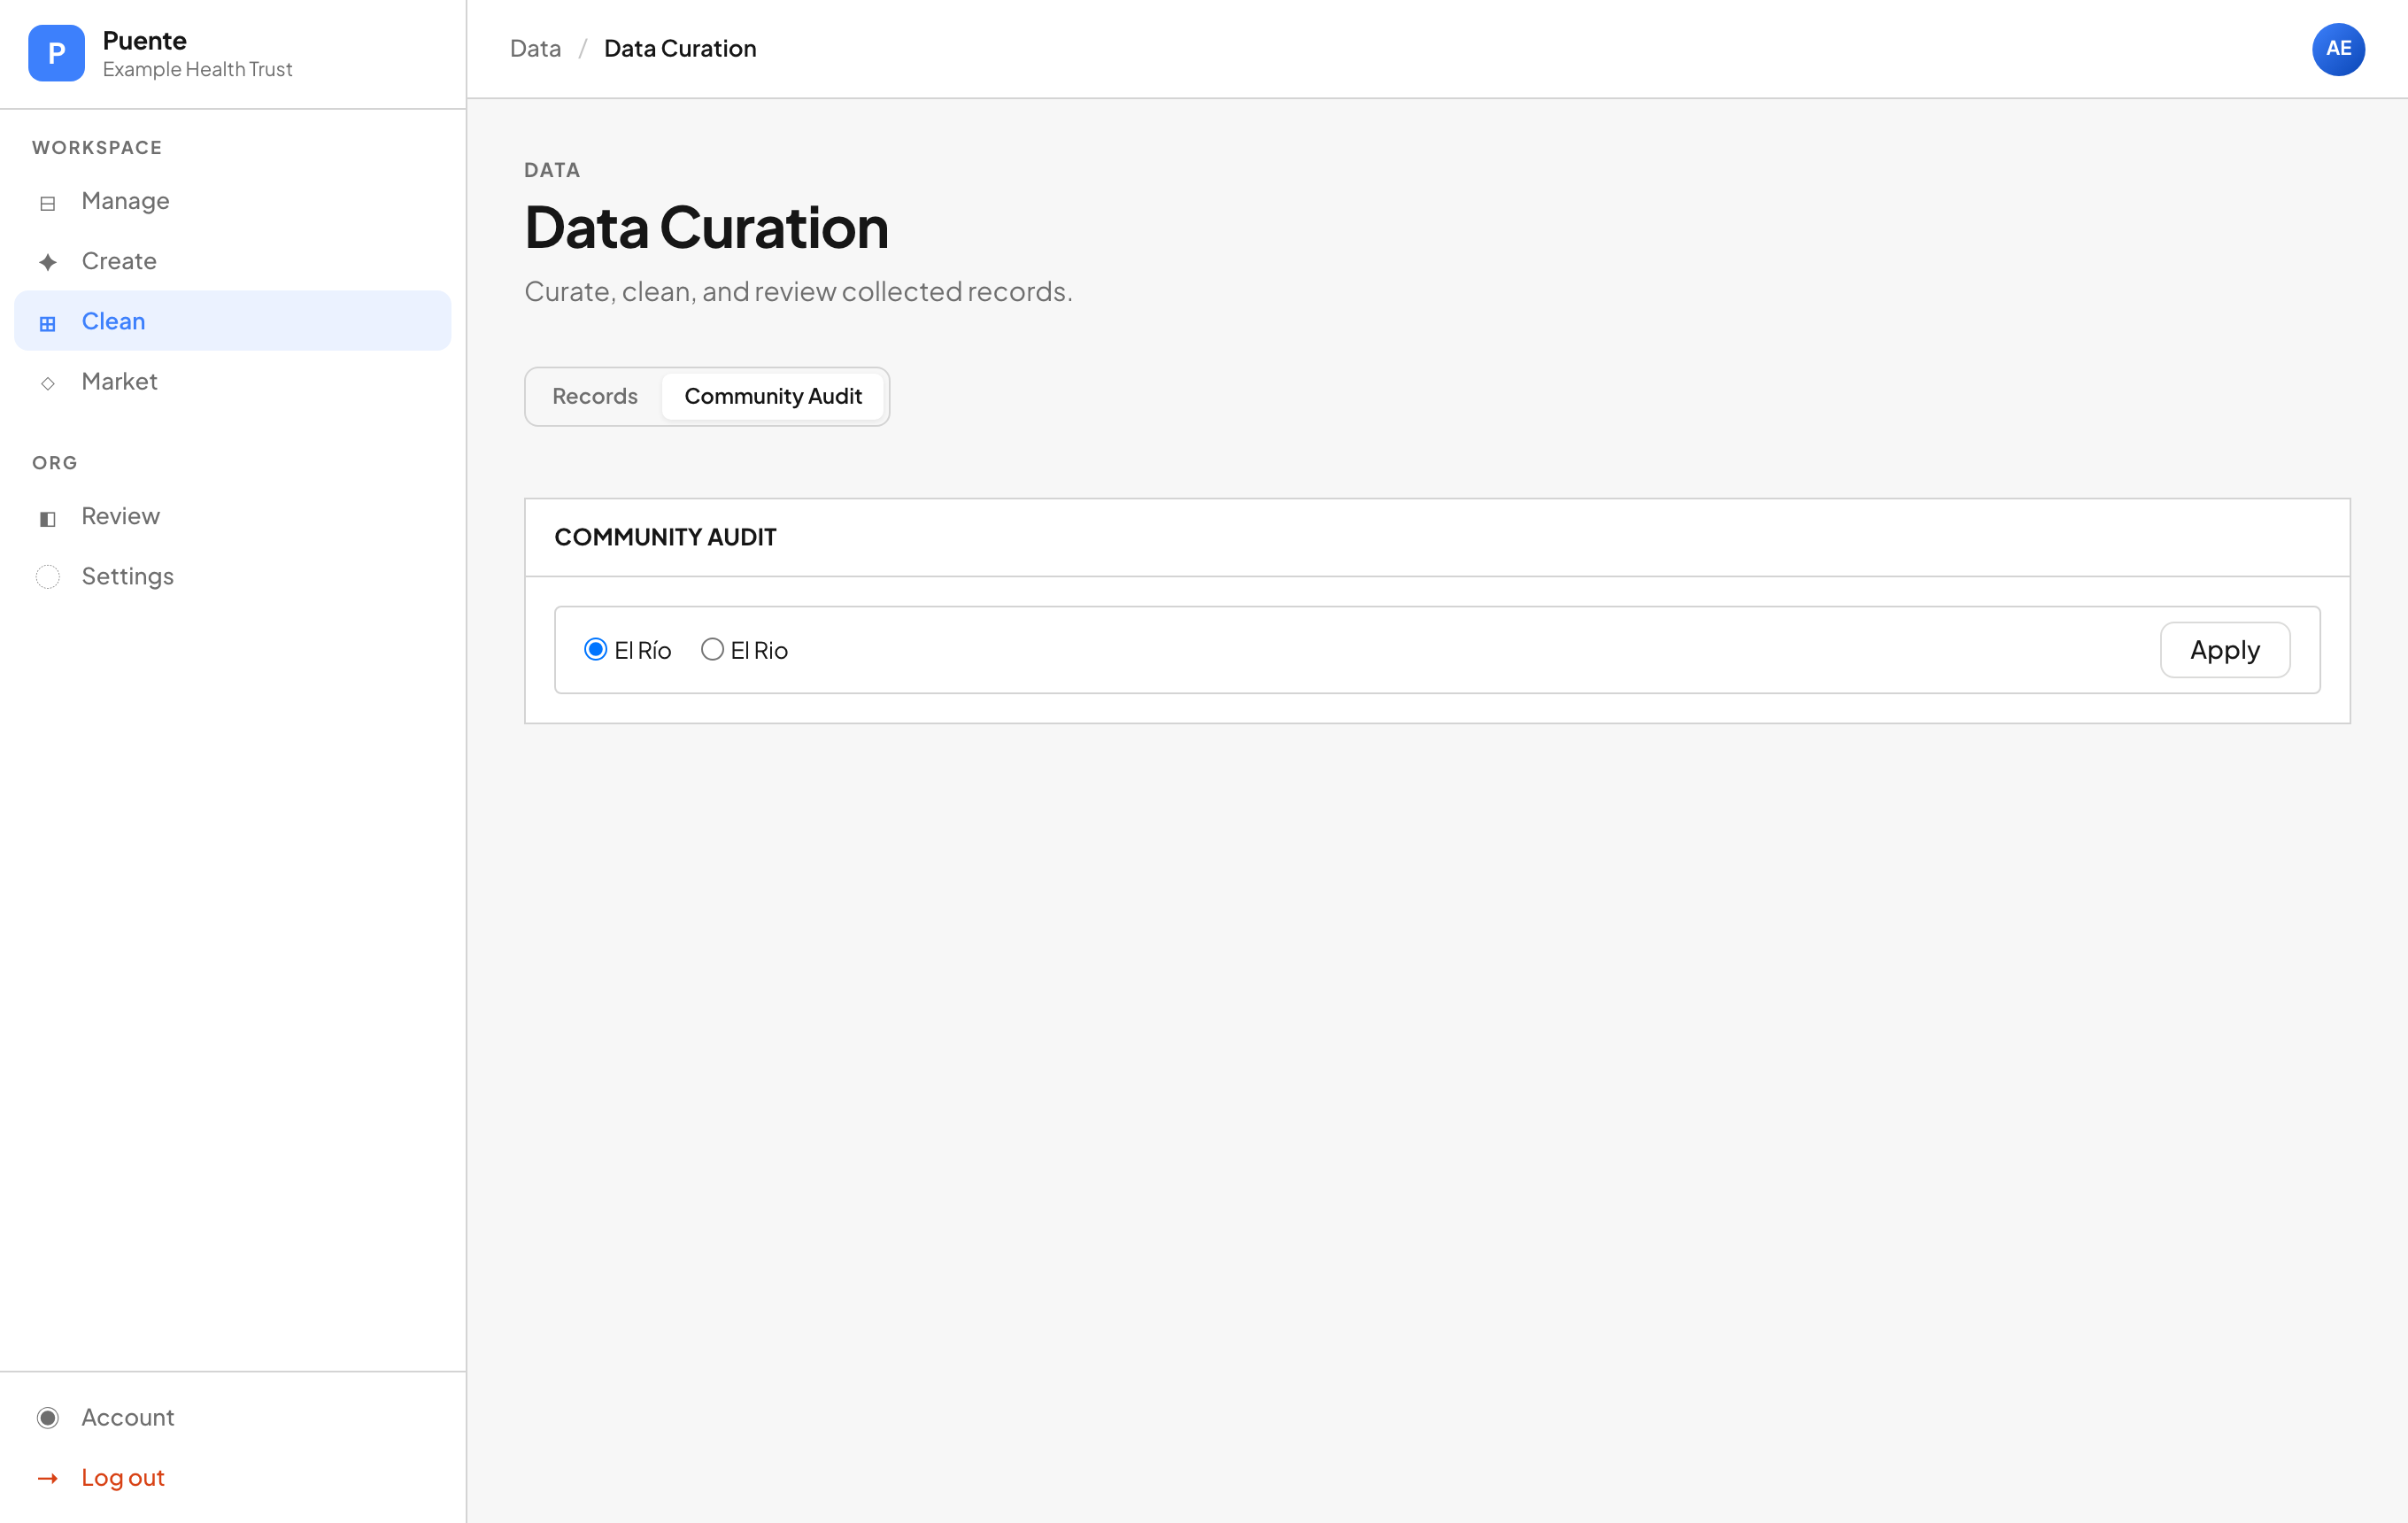 P
Puente
Example Health Trust
WORKSPACE
Manage
Create
Clean
Market
ORG
Review
Settings
Account
Log out
Data / Data Curation
AE
DATA
Data Curation
Curate, clean, and review collected records.
Records Community Audit
COMMUNITY AUDIT
El Río El Rio Apply